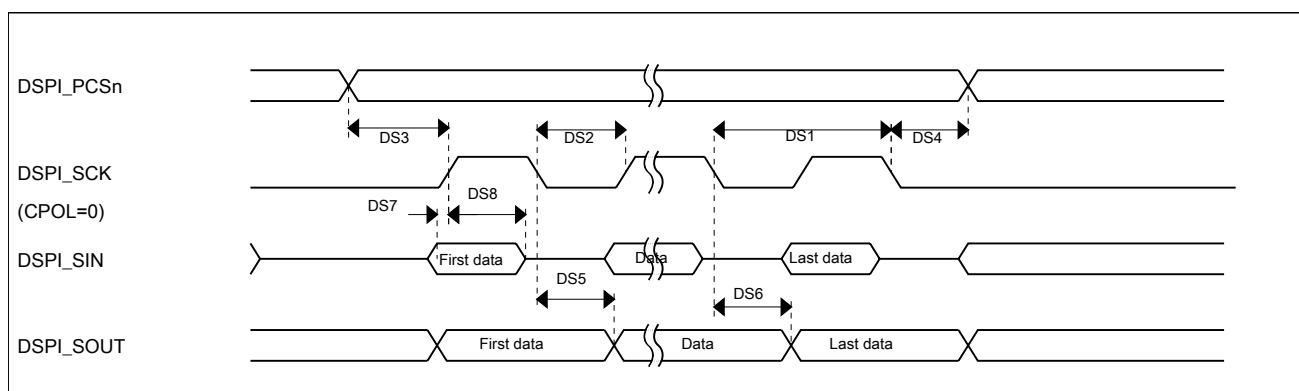 DSPI_PCSn
DS3
DS2
DS1
DS4
DSPI_SCK
(CPOL=0)
DS7
DS8
DSPI_SIN
First data
Data
Last data
DS5
DS6
DSPI_SOUT
First data
Data
Last data